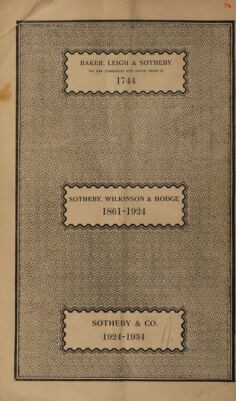 BAKER, LEIGH & SOTHEBY
1744
SOTHEBY, WILKINSON & HODGE
1861-1924
SOTHEBY & CO.
1924-1934